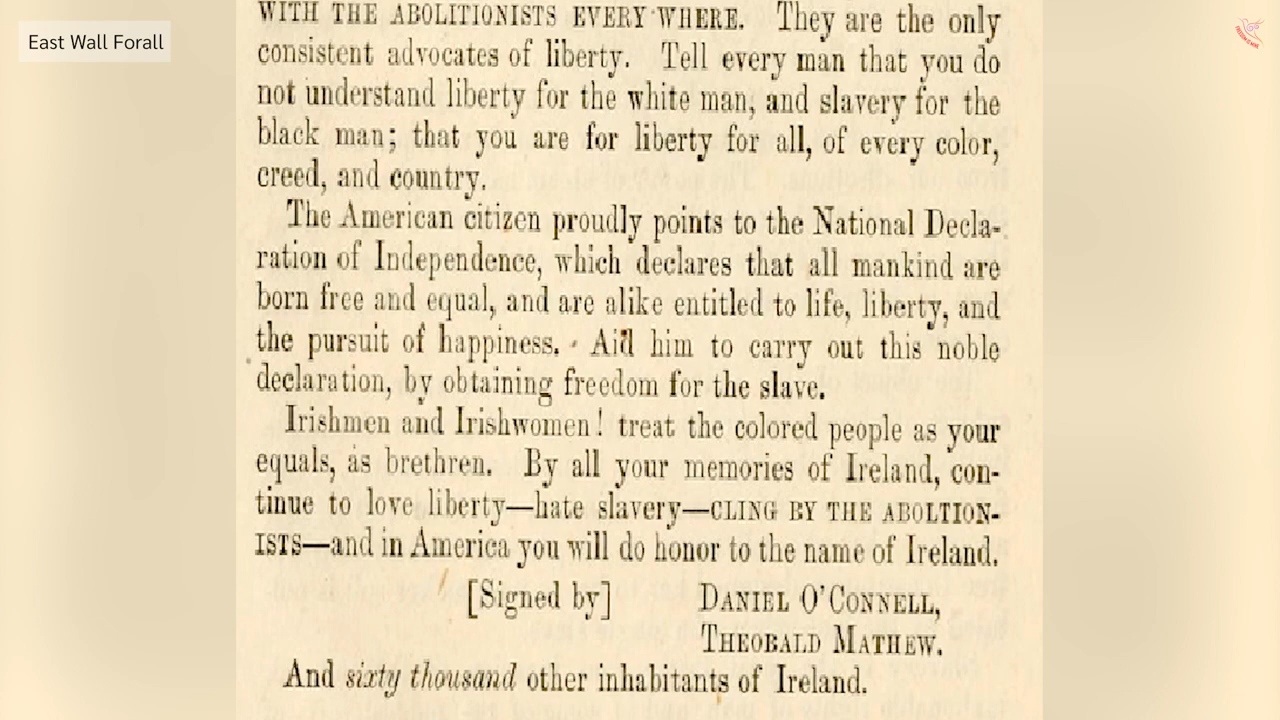 East Wall Forall
WITH THE ABOLITIONISTS EVERY WHERE. They are the only
consistent advocates of liberty. Tell every man that you do
not understand liberty for the white man, and slavery for the
black man; that you are for liberty for all, of every color,
creed, and country.
The American citizen proudly points to the National Decla-
ration of Independence, which declares that all mankind are
born free and equal, and are alike entitled to life, liberty, and
the pursuit of happiness. Aid him to carry out this noble
declaration, by obtaining freedom for the slave.
Irishmen and Irishwomen! treat the colored people as your
equals, as brethren. By all your memories of Ireland, con-
tinue to love liberty—hate slavery—CLING BY THE ABOLTION-
ISTS—and in America you will do honor to the name of Ireland.
[Signed by] DANIEL O'CONNELL,
THEOBALD MATHEW.
And sixty thousand other inhabitants of Ireland.